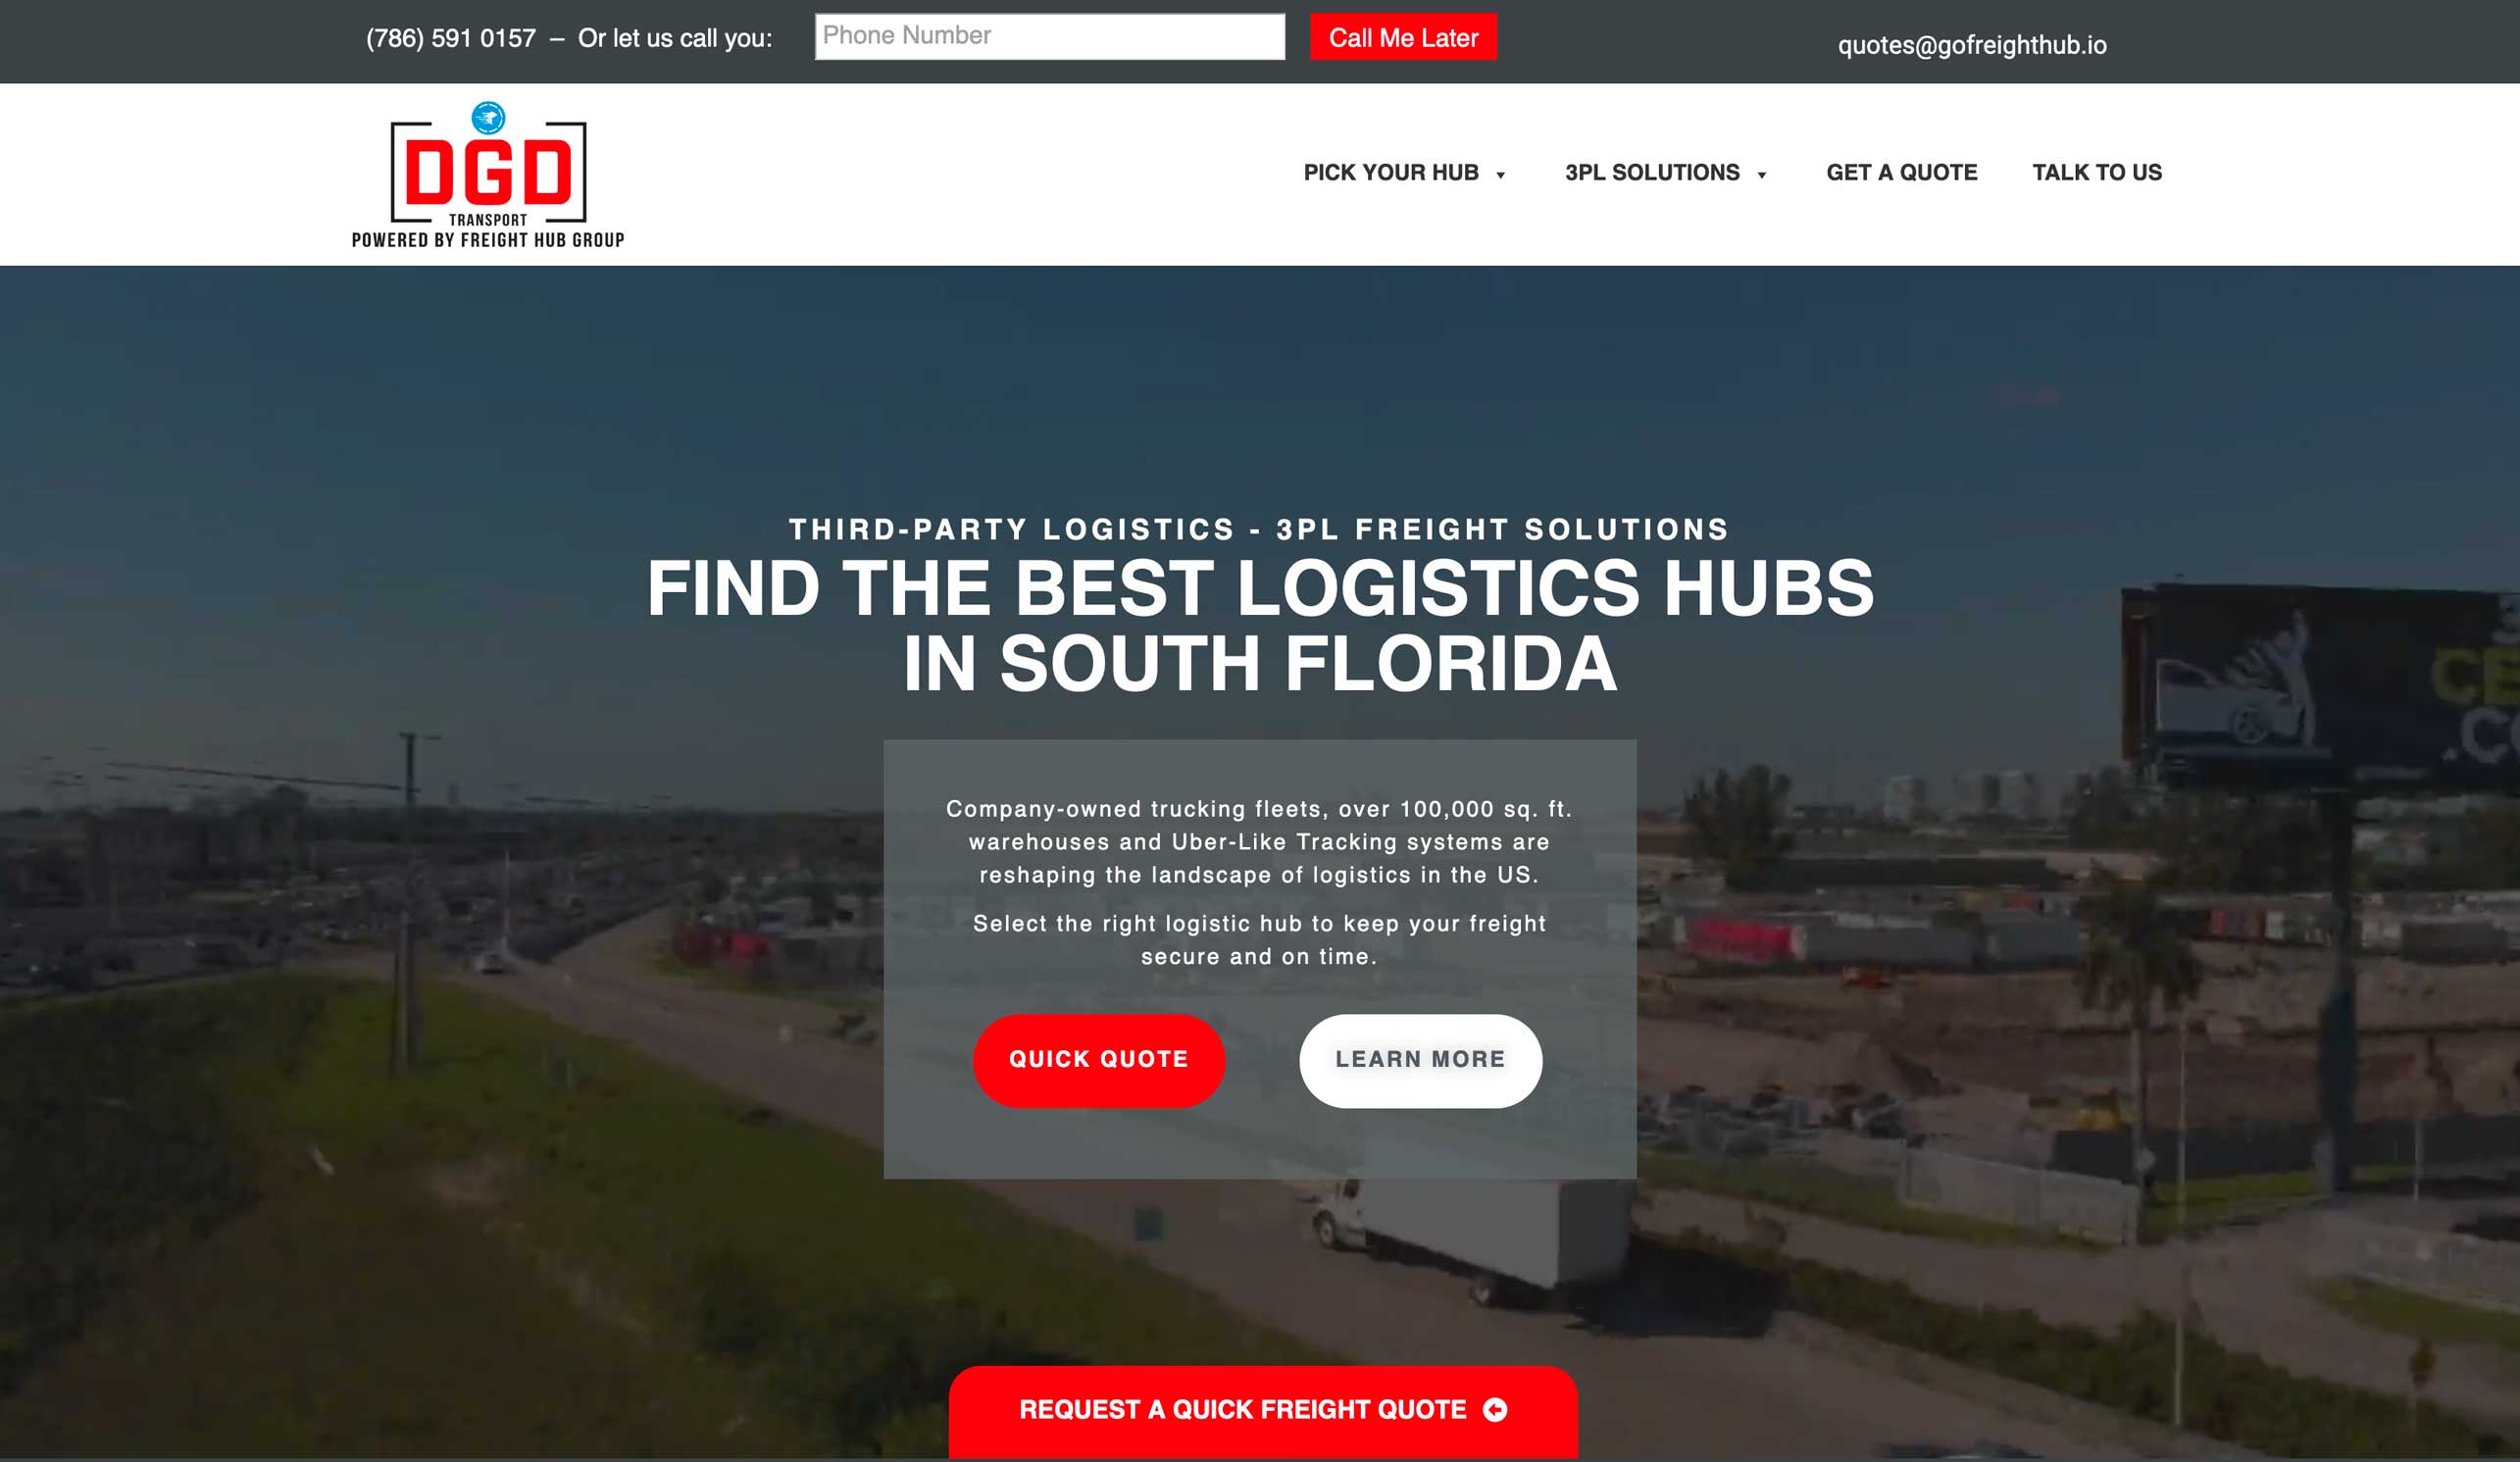 (786) 591 0157 – Or let us call you:
Phone Number
Call Me Later
quotes@gofreighthub.io
DGD
TRANSPORT
POWERED BY FREIGHT HUB GROUP
PICK YOUR HUB
3PL SOLUTIONS
GET A QUOTE
TALK TO US
THIRD-PARTY LOGISTICS - 3PL FREIGHT SOLUTIONS
FIND THE BEST LOGISTICS HUBS
IN SOUTH FLORIDA
Company-owned trucking fleets, over 100,000 sq. ft.
warehouses and Uber-Like Tracking systems are
reshaping the landscape of logistics in the US.
Select the right logistic hub to keep your freight
secure and on time.
QUICK QUOTE
LEARN MORE
REQUEST A QUICK FREIGHT QUOTE